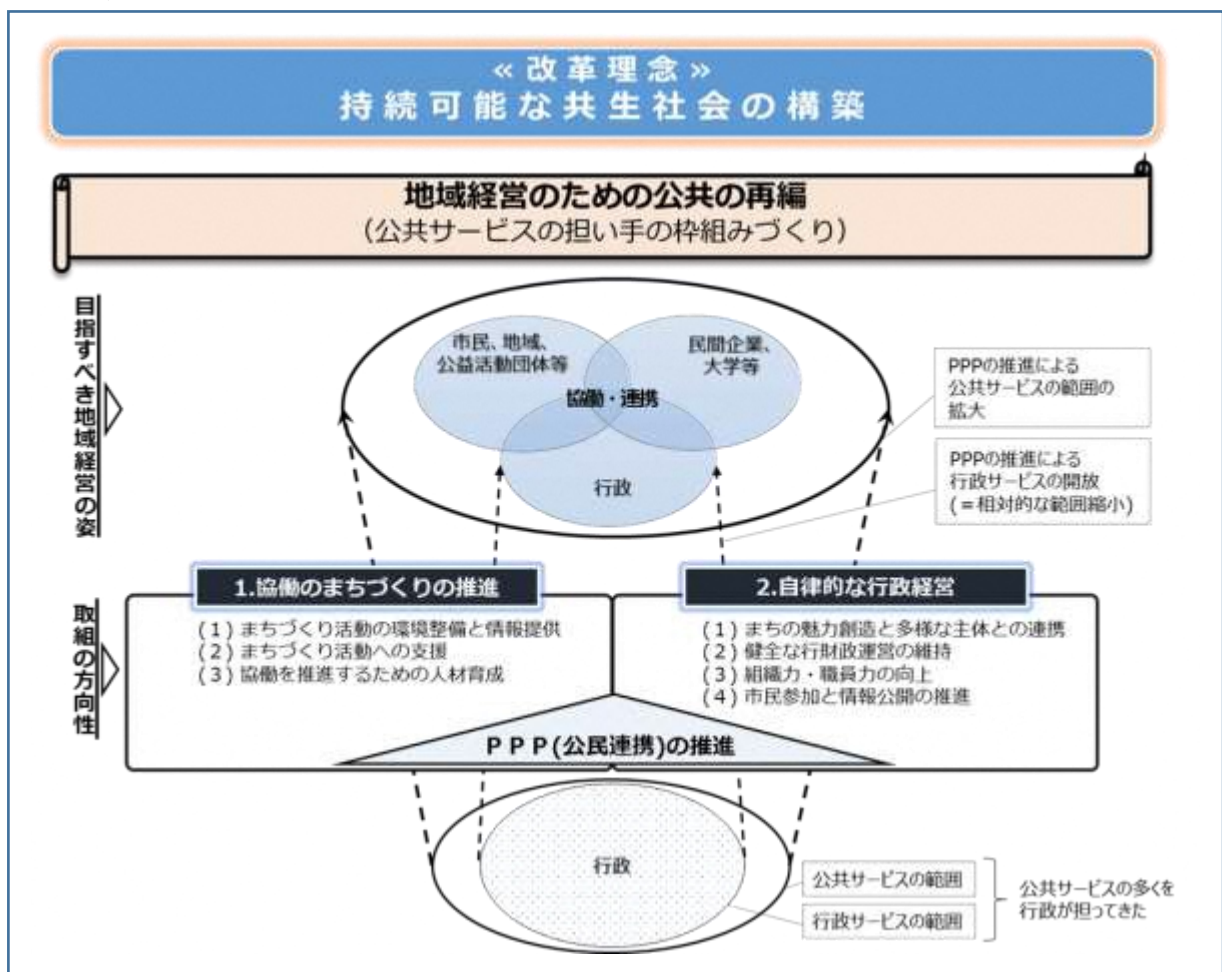 ≪改革理念≫
持続可能な共生社会の構築
地域経営のための公共の再編
（公共サービスの担い手の枠組みづくり）
目指すべき地域経営の姿
市民、地域、
公益活動団体等
民間企業、
大学等
協働・連携
行政
PPPの推進による
公共サービスの範囲の
拡大
PPPの推進による
行政サービスの開放
(＝相対的な範囲縮小)
取組の方向性
1.協働のまちづくりの推進
(１) まちづくり活動の環境整備と情報提供
(２) まちづくり活動への支援
(３) 協働を推進するための人材育成
2.自律的な行政経営
(１) まちの魅力創造と多様な主体との連携
(２) 健全な行財政運営の維持
(３) 組織力・職員力の向上
(４) 市民参加と情報公開の推進
ＰＰＰ(公民連携)の推進
行政
公共サービスの範囲
行政サービスの範囲
公共サービスの多くを
行政が担ってきた